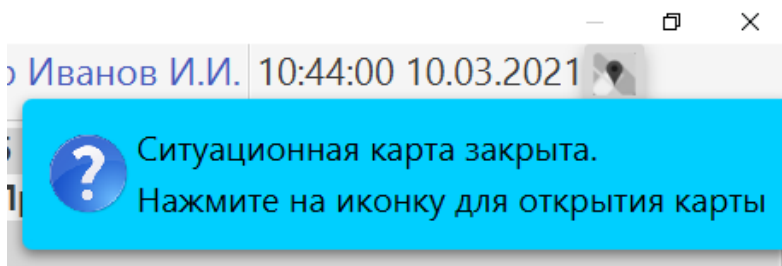 Иванов И.И. 10:44:00 10.03.2021
Ситуационная карта закрыта.
Нажмите на иконку для открытия карты